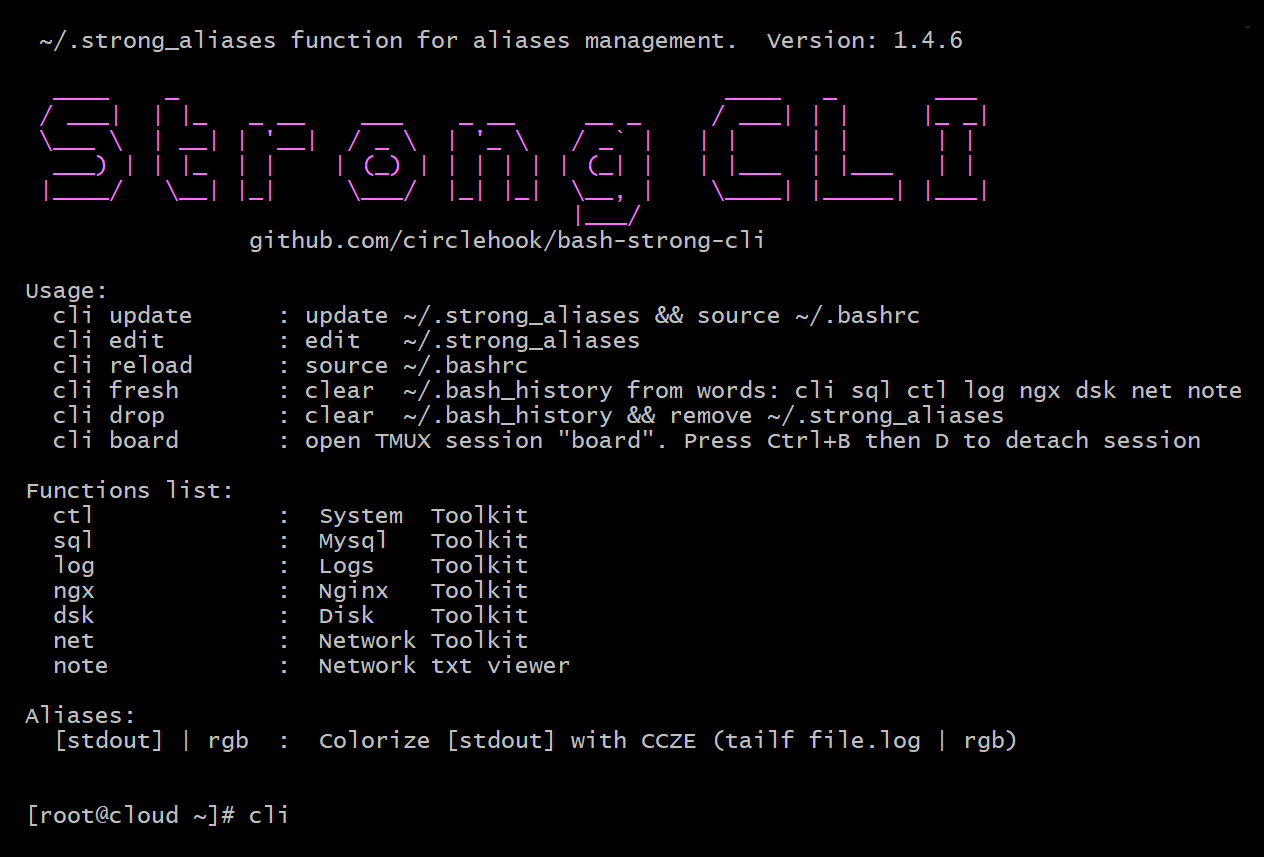 ~/.strong_aliases function for aliases management.  Version: 1.4.6
Strong CLI
github.com/circlehook/bash-strong-cli
Usage:
cli update      : update ~/.strong_aliases && source ~/.bashrc
cli edit        : edit   ~/.strong_aliases
cli reload      : source ~/.bashrc
cli fresh       : clear  ~/.bash_history from words: cli sql ctl log ngx dsk net note
cli drop        : clear  ~/.bash_history && remove ~/.strong_aliases
cli board       : open TMUX session "board". Press Ctrl+B then D to detach session
Functions list:
ctl             :  System  Toolkit
sql             :  Mysql   Toolkit
log             :  Logs    Toolkit
ngx             :  Nginx   Toolkit
dsk             :  Disk    Toolkit
net             :  Network Toolkit
note            :  Network txt viewer
Aliases:
[stdout] | rgb  :  Colorize [stdout] with CCZE (tailf file.log | rgb)
[root@cloud ~]# cli